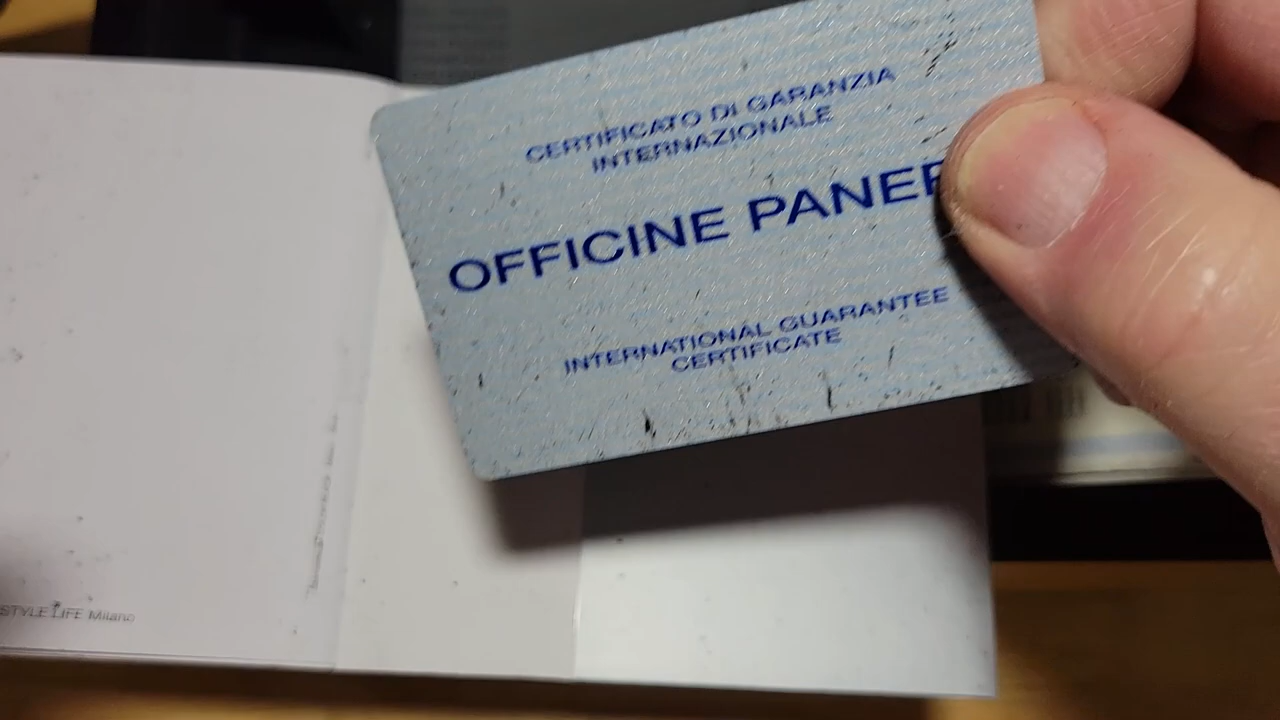 CERTIFICATO DI GARANZIA
INTERNAZIONALE
OFFICINE PANER
INTERNATIONAL GUARANTEE
CERTIFICATE
STYLE LIFE Milano